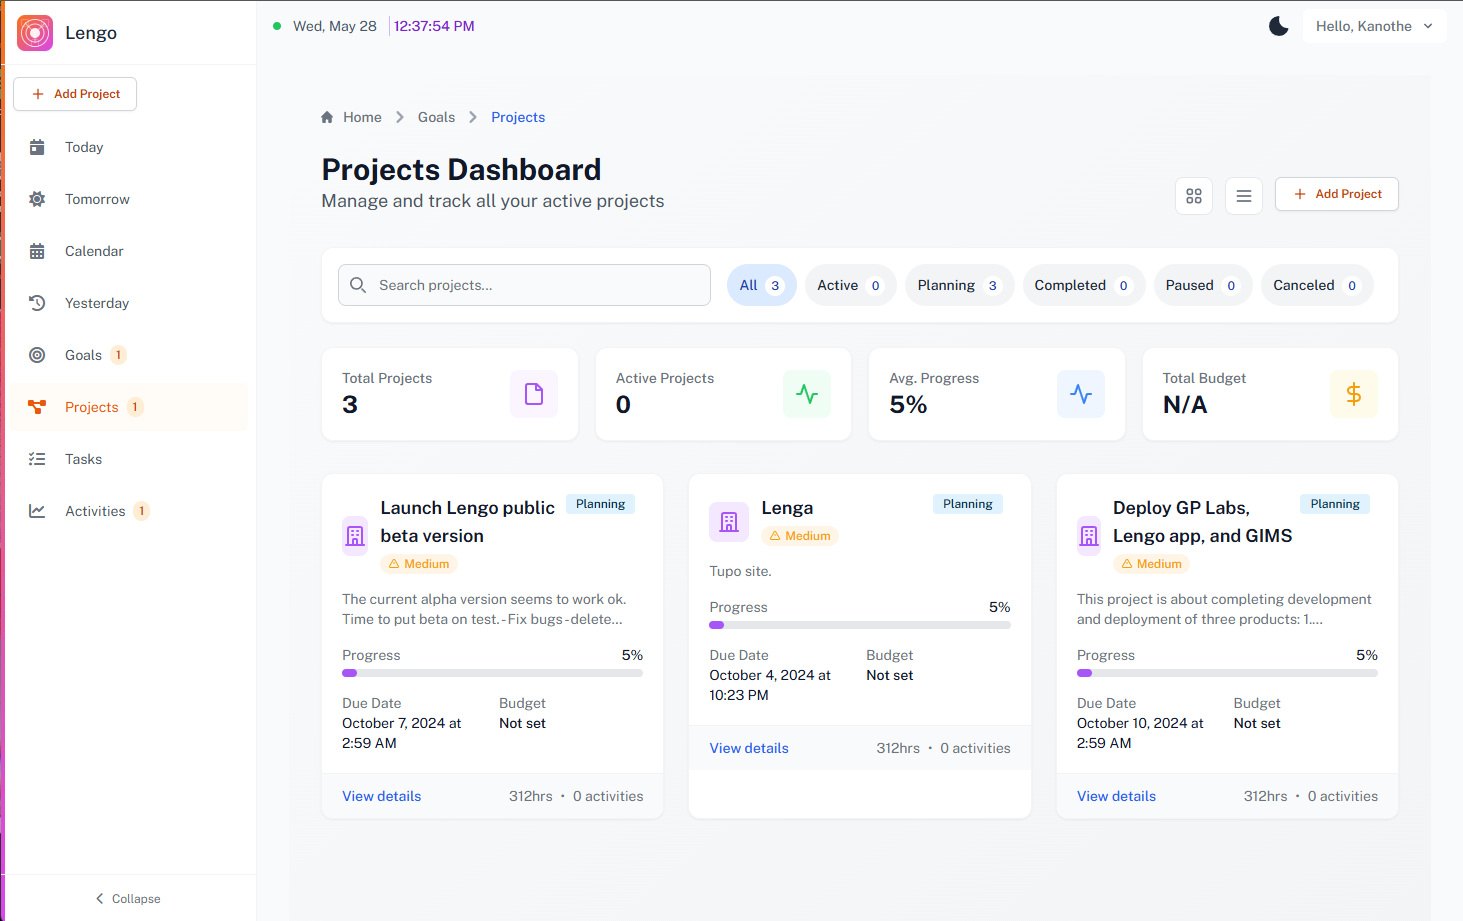 Lengo
Wed, May 28 12:37:54 PM
Hello, Kanothe
Add Project
Today
Tomorrow
Calendar
Yesterday
Goals 1
Projects 1
Tasks
Activities 1
Collapse
Home Goals Projects
Projects Dashboard
Manage and track all your active projects
Add Project
Search projects...
All 3
Active 0
Planning 3
Completed 0
Paused 0
Canceled 0
Total Projects
3
Active Projects
0
Avg. Progress
5%
Total Budget
N/A
Launch Lengo public
beta version
Planning
Medium
The current alpha version seems to work ok.
Time to put beta on test. - Fix bugs - delete...
Progress 5%
Due Date
October 7, 2024 at
2:59 AM
Budget
Not set
View details 312hrs • 0 activities
Lenga
Planning
Medium
Tupo site.
Progress 5%
Due Date
October 4, 2024 at
10:23 PM
Budget
Not set
View details 312hrs • 0 activities
Deploy GP Labs,
Lengo app, and GIMS
Planning
Medium
This project is about completing development
and deployment of three products: 1....
Progress 5%
Due Date
October 10, 2024 at
2:59 AM
Budget
Not set
View details 312hrs • 0 activities